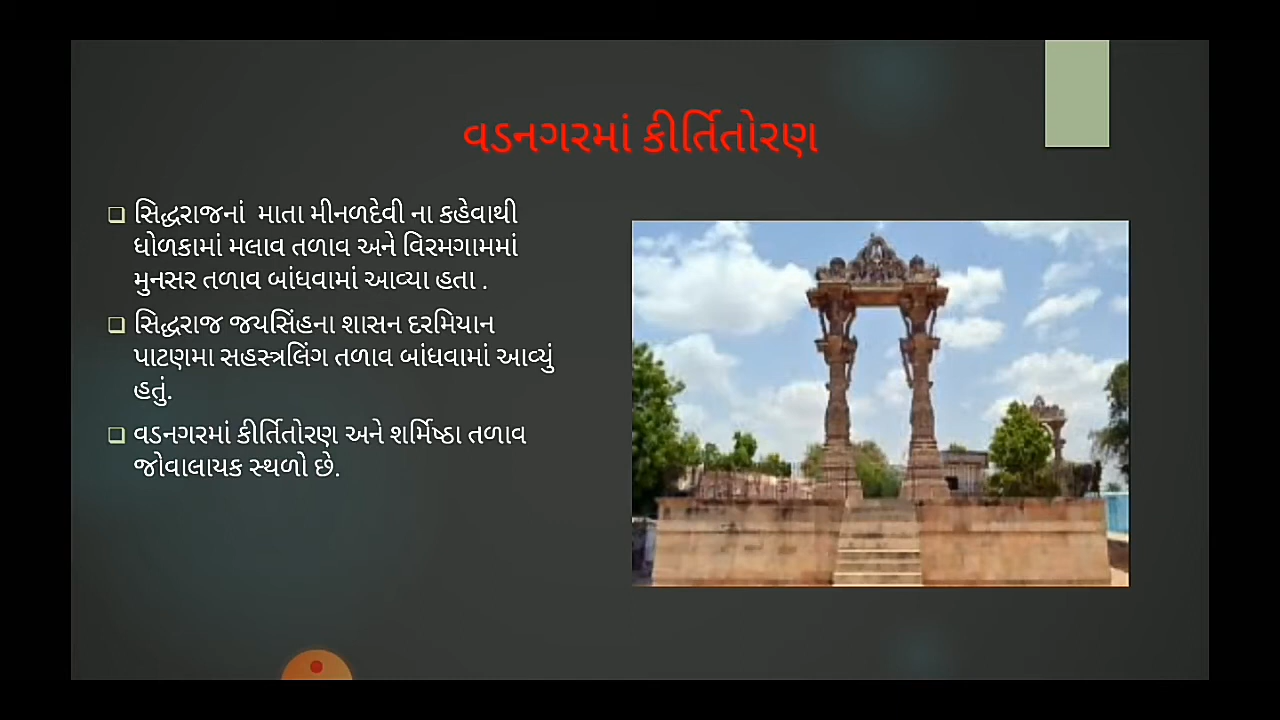 વડનગરમાં કીર્તિતોરણ
સિદ્ધરાજનાં માતા મીનળદેવી ના કહેવાથી
ધોળકામાં મલાવ તળાવ અને વિરમગામમાં
મુનસર તળાવ બાંધવામાં આવ્યા હતા .
સિદ્ધરાજ જયસિંહના શાસન દરમિયાન
પાટણમા સહસ્ત્રલિંગ તળાવ બાંધવામાં આવ્યું
હતું.
વડનગરમાં કીર્તિતોરણ અને શર્મિષ્ઠા તળાવ
જોવાલાયક સ્થળો છે.